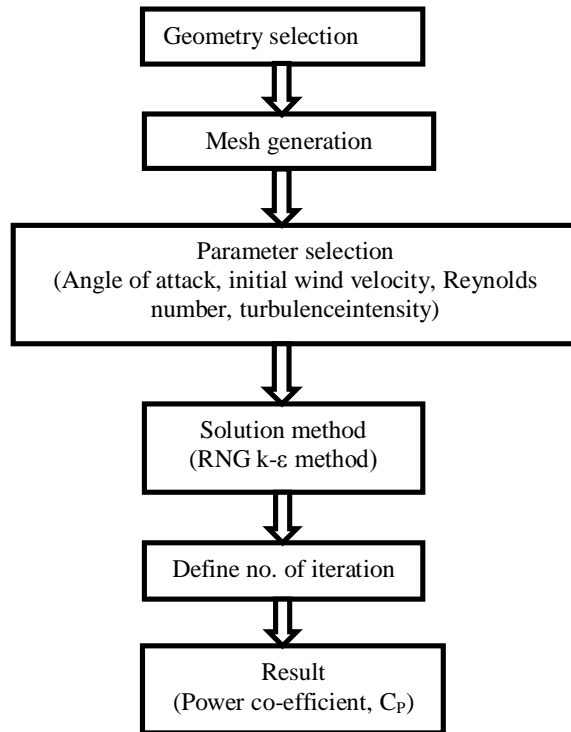 Geometry selection
Mesh generation
Parameter selection
(Angle of attack, initial wind velocity, Reynolds
number, turbulenceintensity)
Solution method
(RNG k-ε method)
Define no. of iteration
Result
(Power co-efficient, C_P)